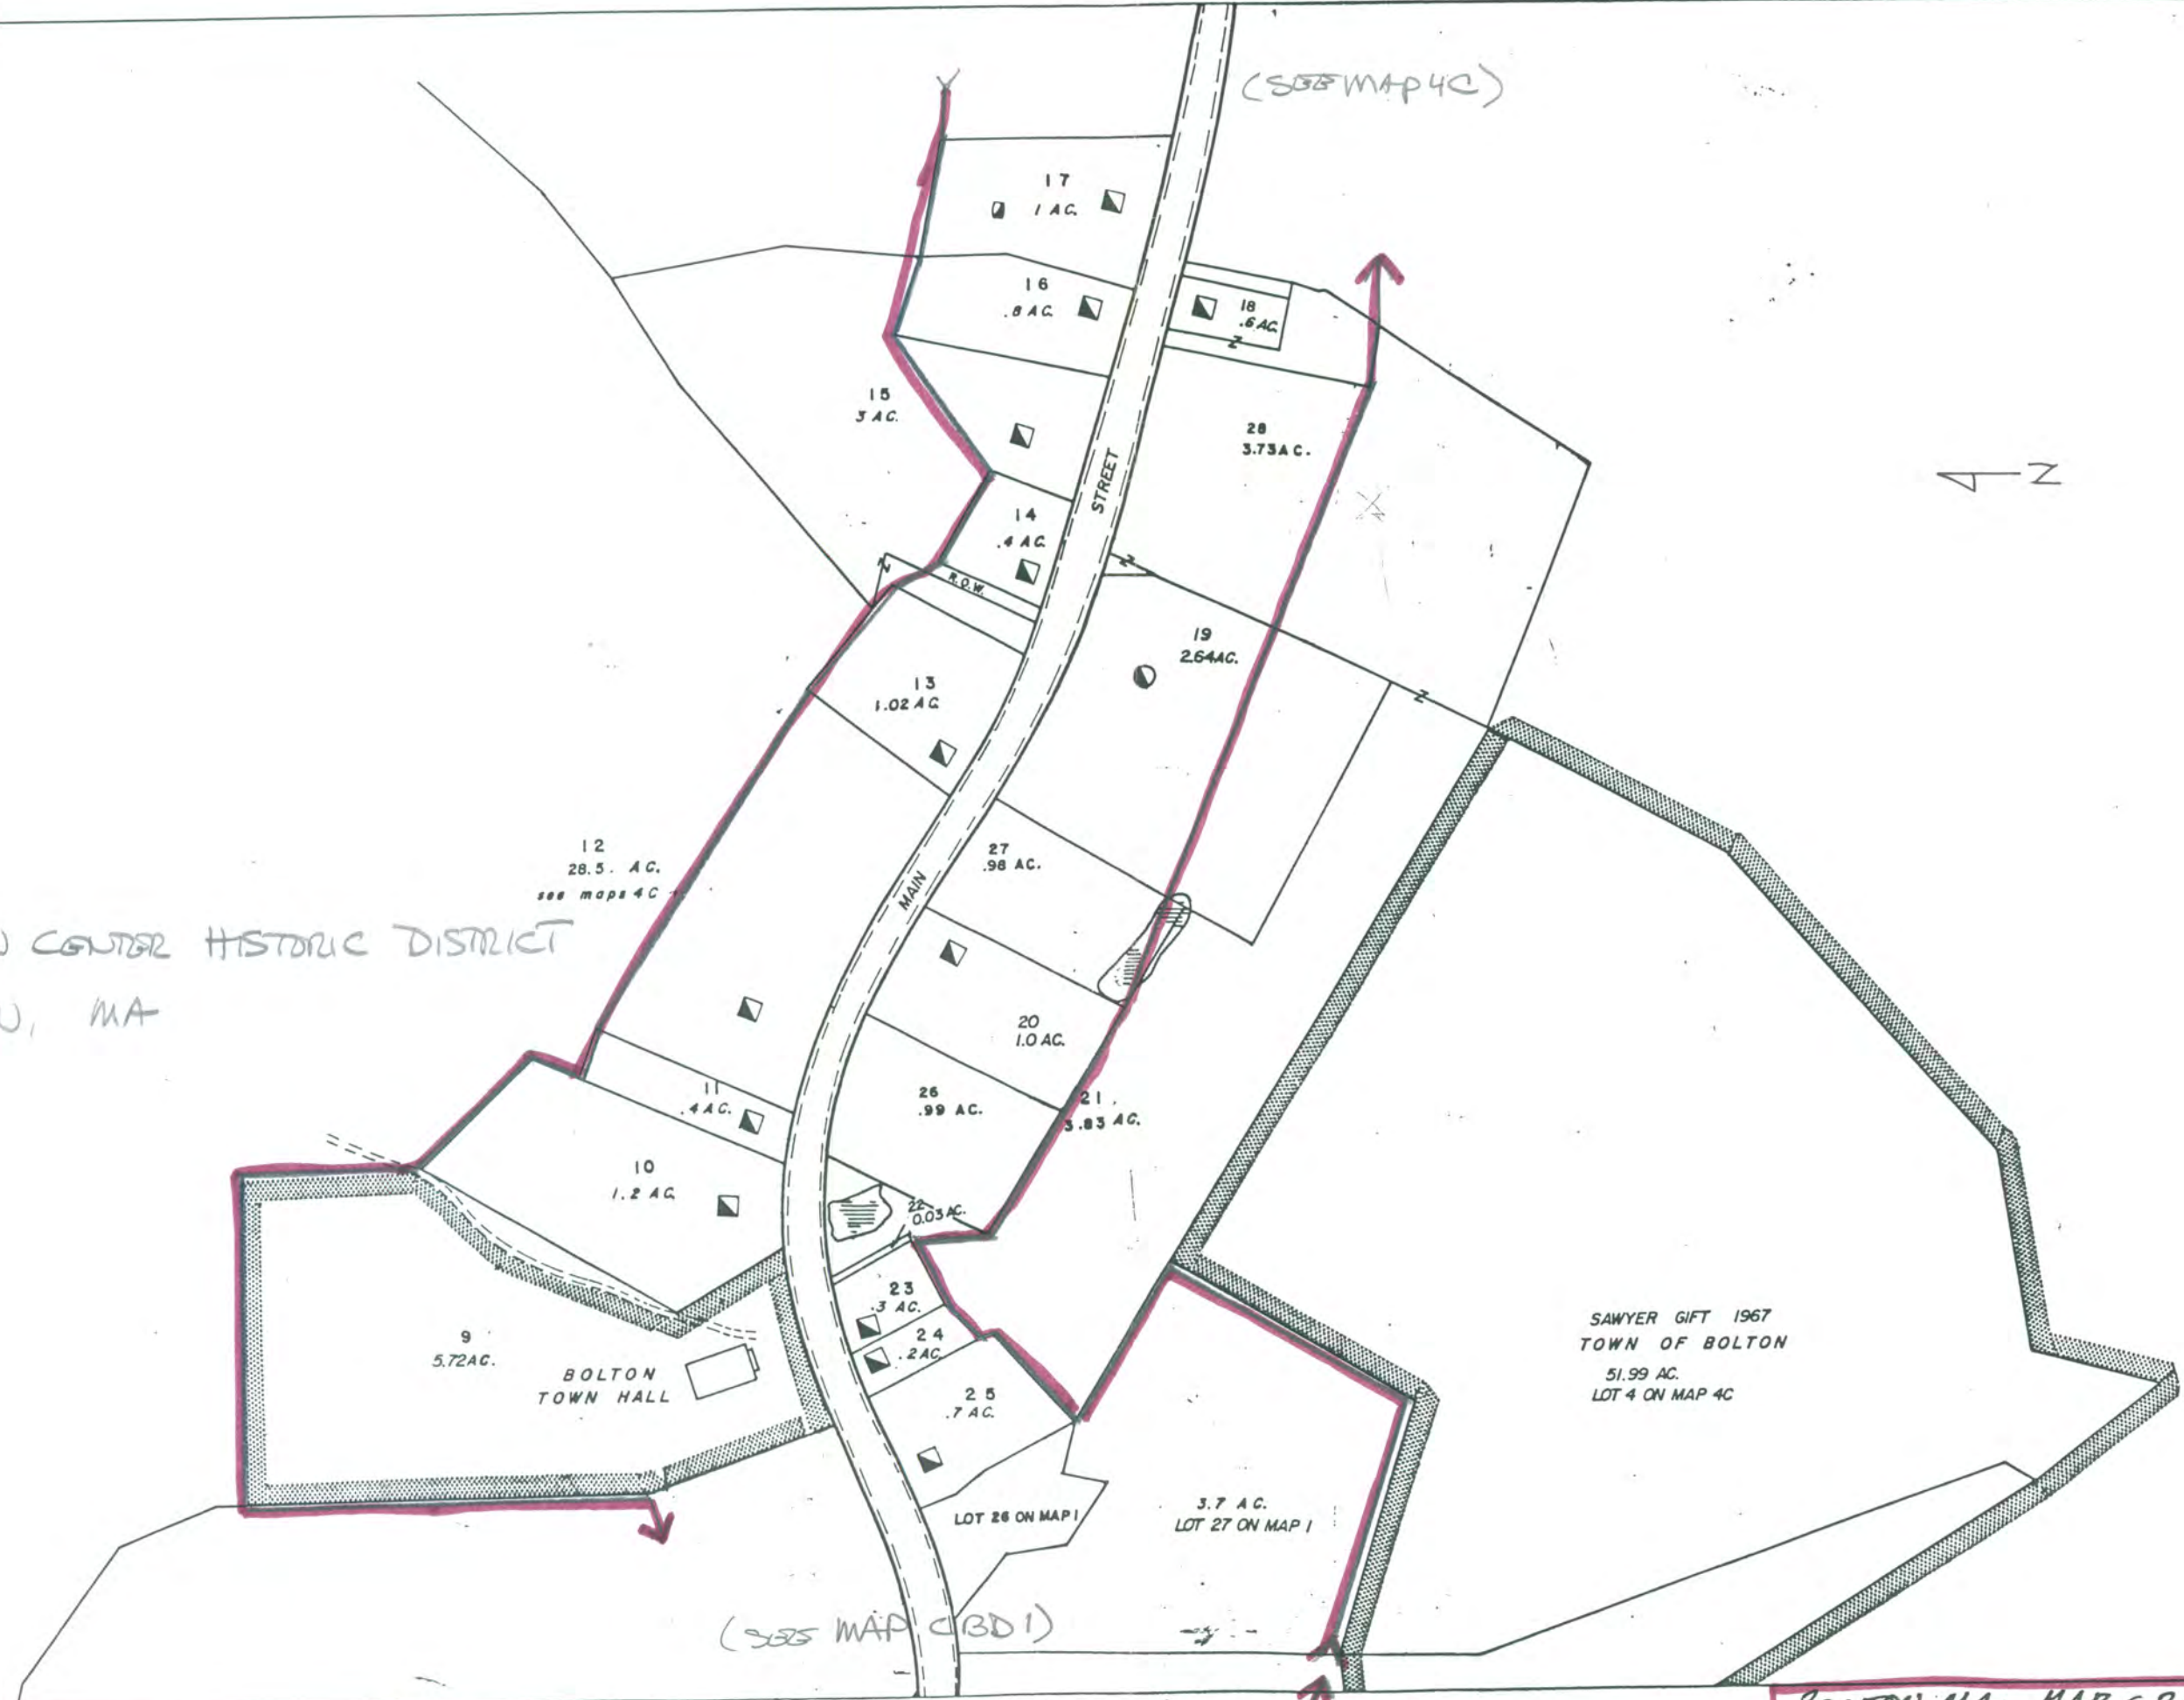 (SEE MAP 4C)
17
1 AC.
16
.8 AC.
18
.6 AC.
Z
15
3 AC.
28
3.73 AC.
STREET
N
14
.4 AC.
Z
Z
R.O.W.
19
2.64 AC.
13
1.02 AC.
Z
12
28.5. AC.
see maps 4C
27
.98 AC.
MAIN
CENTER HISTORIC DISTRICT
MA
20
1.0 AC.
11
.4 AC.
26
.99 AC.
21
3.83 AC.
10
1.2 AC.
22
0.03 AC.
23
.3 AC.
24
.2 AC.
9
5.72 AC.
BOLTON
TOWN HALL
25
.7 AC.
SAWYER GIFT 1967
TOWN OF BOLTON
51.99 AC.
LOT 4 ON MAP 4C
LOT 26 ON MAP 1
3.7 AC.
LOT 27 ON MAP 1
(SEE MAP CBD1)